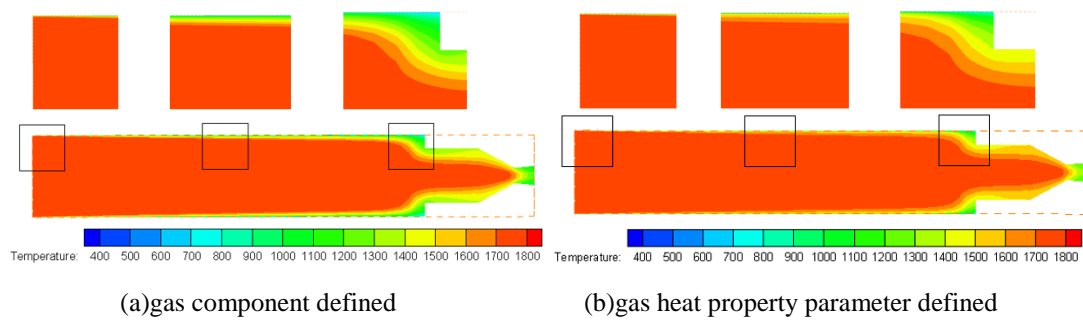 Temperature: 400 500 600 700 800 900 1000 1100 1200 1300 1400 1500 1600 1700 1800
Temperature: 400 500 600 700 800 900 1000 1100 1200 1300 1400 1500 1600 1700 1800
(a)gas component defined
(b)gas heat property parameter defined